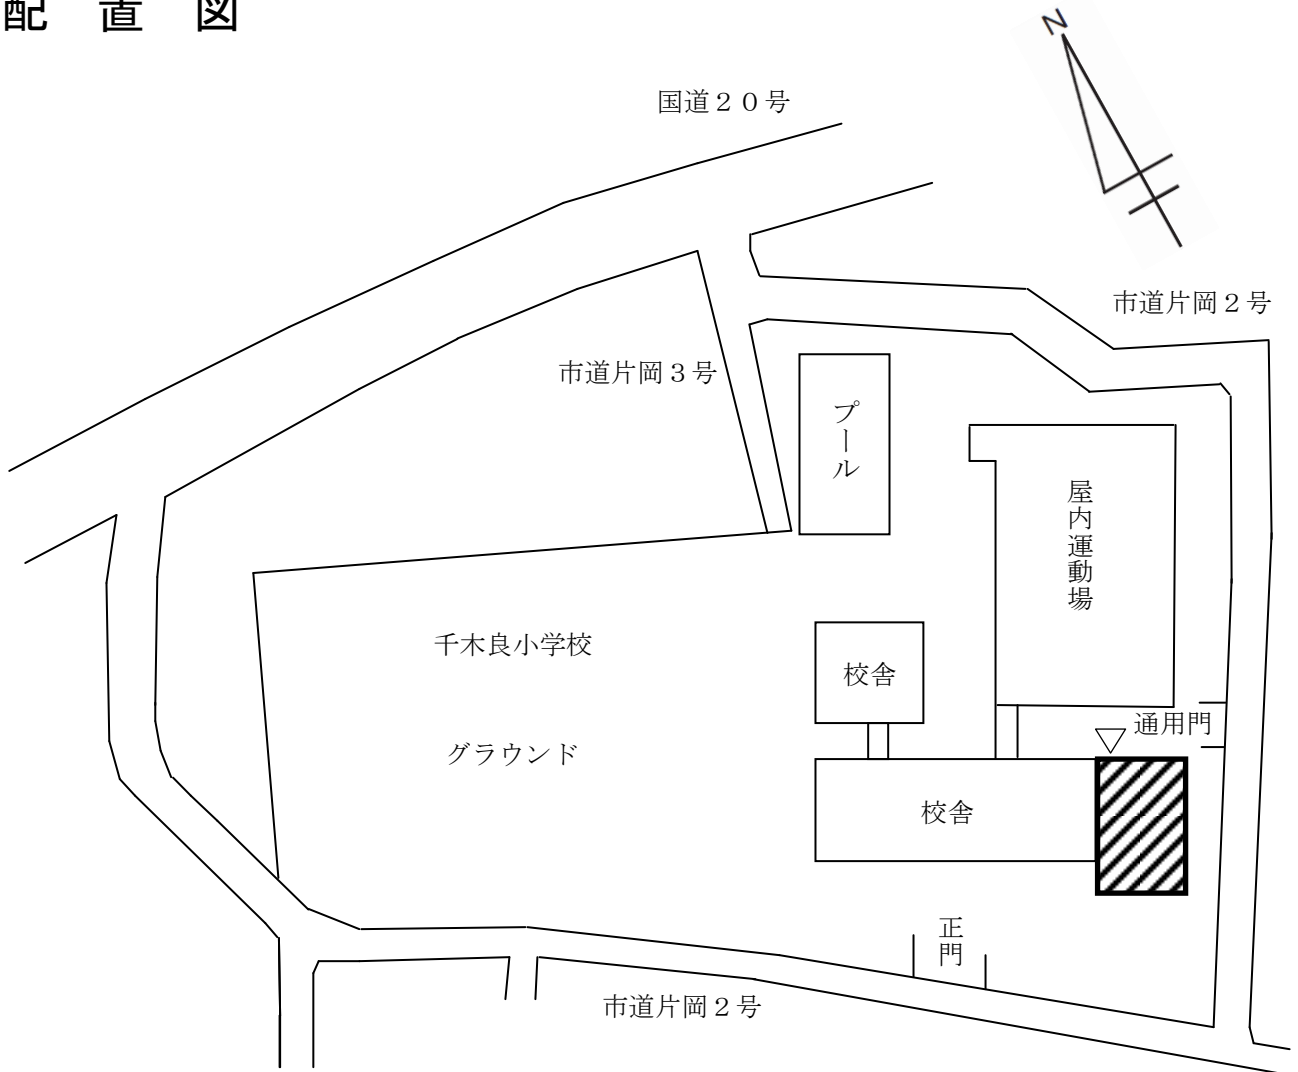 配置図
N
国道２０号
市道片岡２号
市道片岡３号
プール
屋内運動場
千木良小学校
校舎
通用門
グラウンド
校舎
正門
市道片岡２号